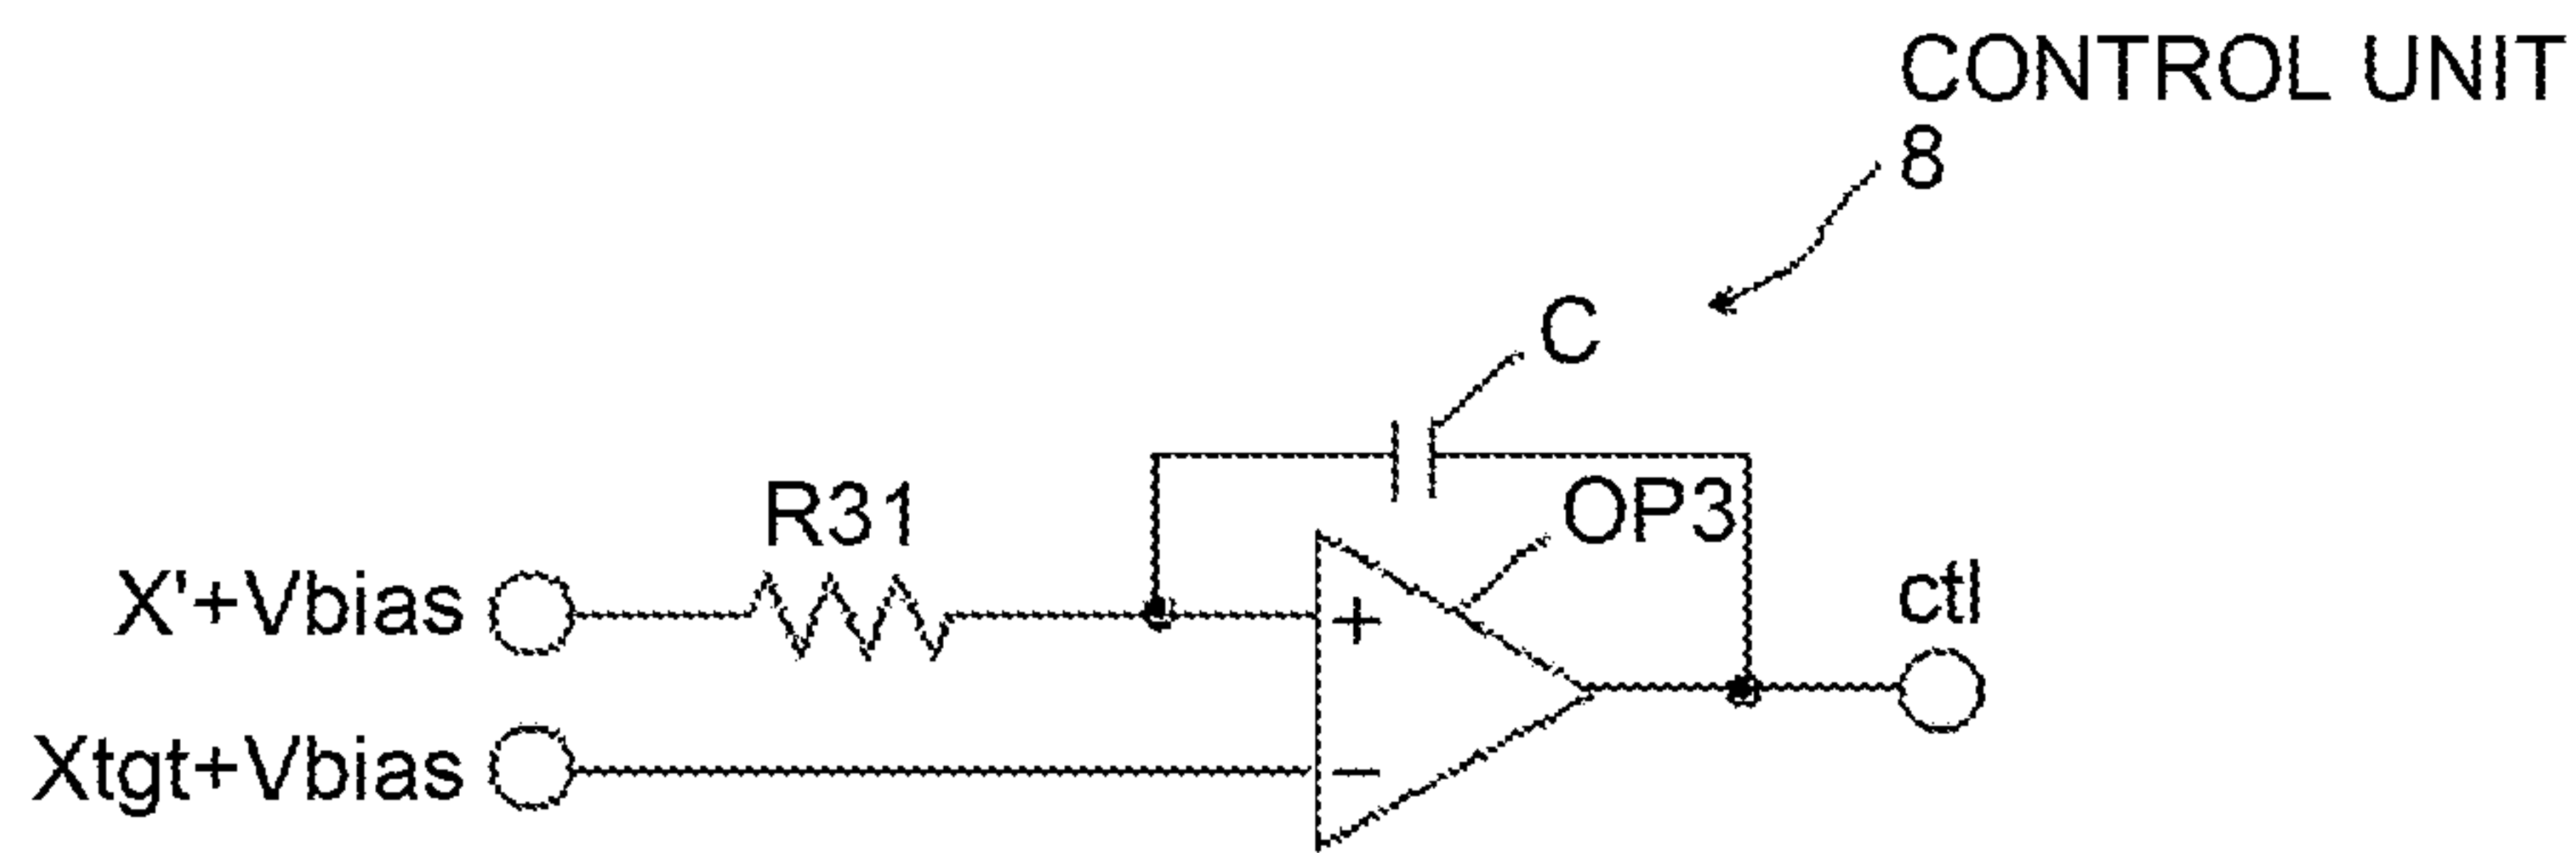 CONTROL UNIT
8
C
R31
OP3
X'+Vbias
+
ctl
Xtgt+Vbias
−